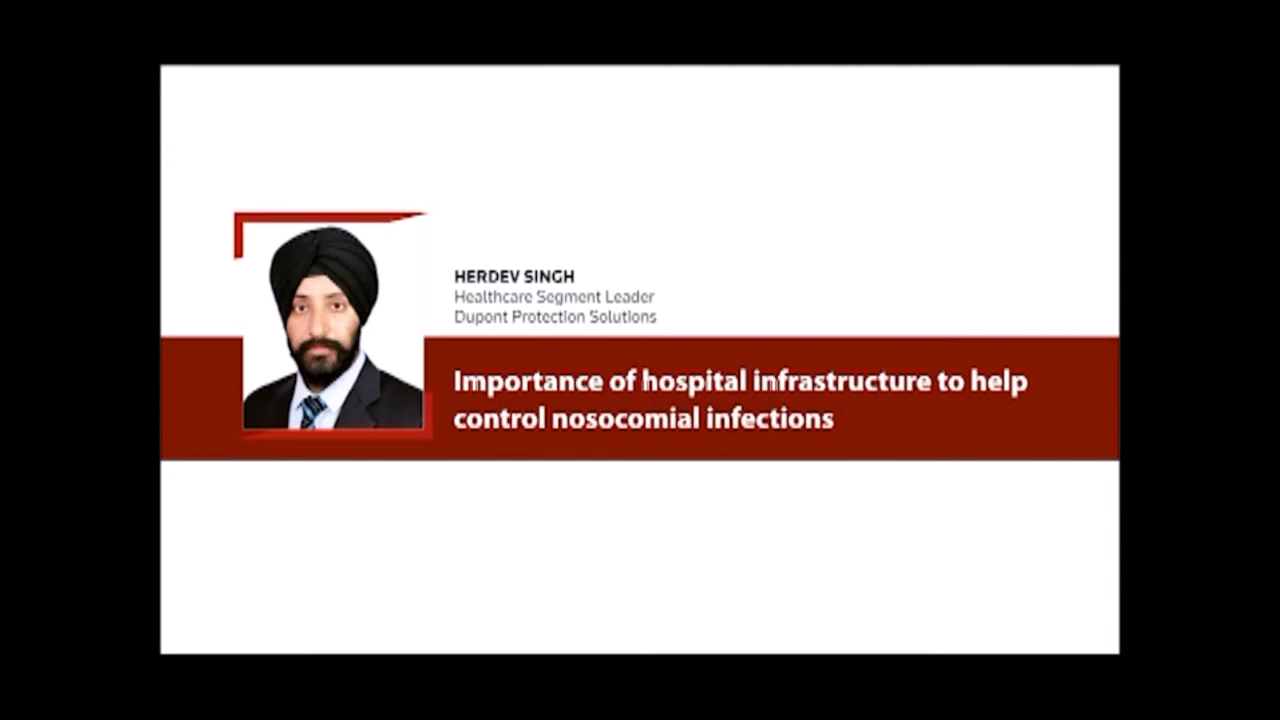 HERDEV SINGH
Healthcare Segment Leader
Dupont Protection Solutions
Importance of hospital infrastructure to help
control nosocomial infections